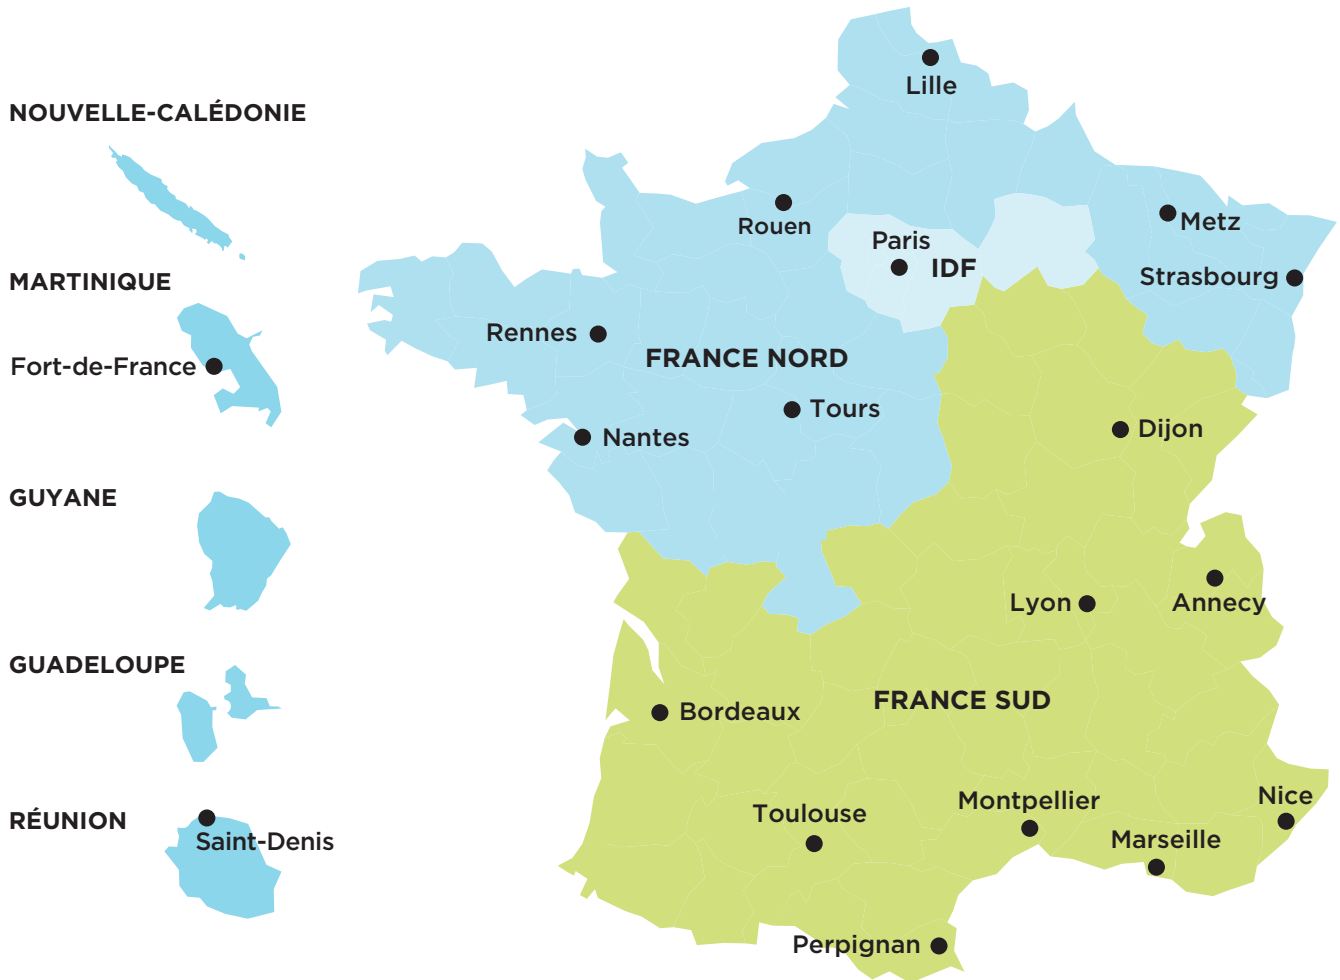 NOUVELLE-CALÉDONIE
MARTINIQUE
Fort-de-France
GUYANE
GUADELOUPE
RÉUNION
Saint-Denis
Lille
Rouen
Paris
IDF
Metz
Strasbourg
Rennes
FRANCE NORD
Tours
Nantes
Dijon
Lyon
Annecy
FRANCE SUD
Bordeaux
Toulouse
Montpellier
Nice
Marseille
Perpignan